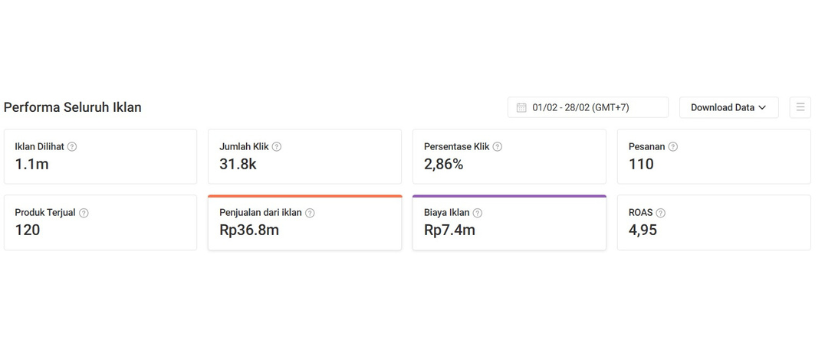 Performa Seluruh Iklan
01/02 - 28/02 (GMT+7)
Download Data
Iklan Dilihat
1.1m
Jumlah Klik
31.8k
Persentase Klik
2,86%
Pesanan
110
Produk Terjual
120
Penjualan dari iklan
Rp36.8m
Biaya Iklan
Rp7.4m
ROAS
4,95